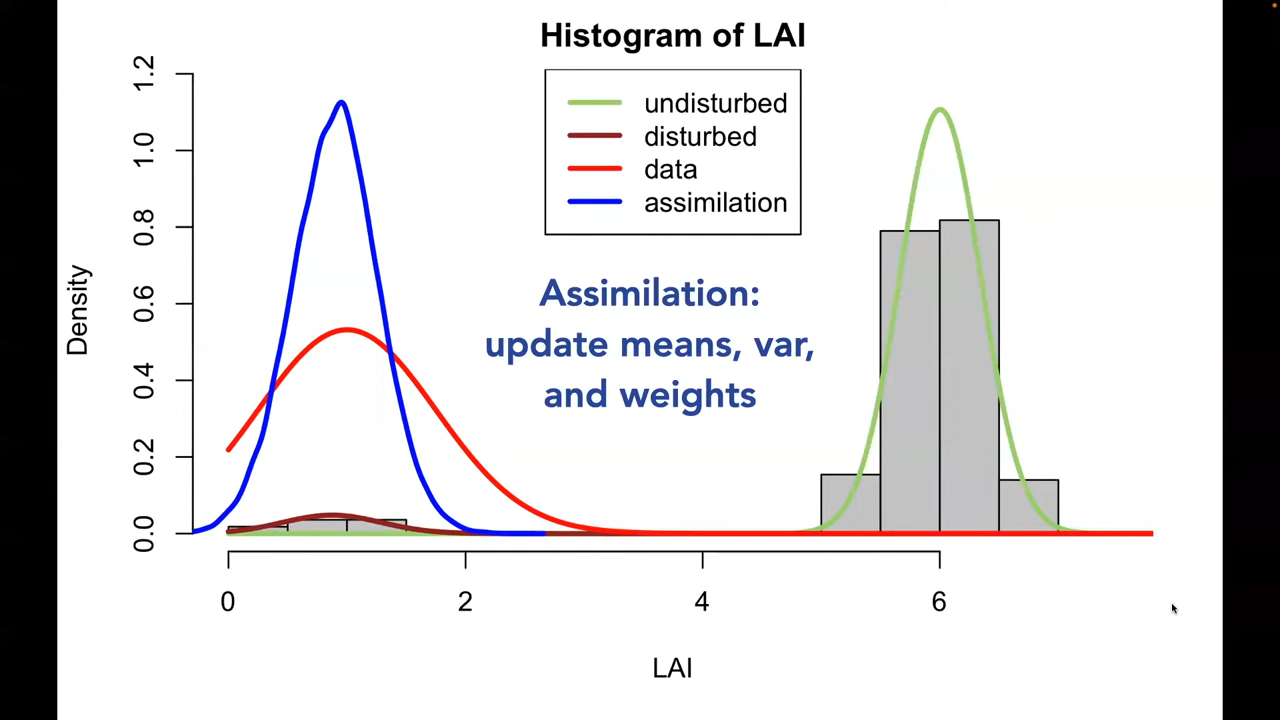 Histogram of LAI
undisturbed
disturbed
data
assimilation
Assimilation:
update means, var,
and weights
Density
0.0
0.2
0.4
0.6
0.8
1.0
1.2
0 2 4 6
LAI